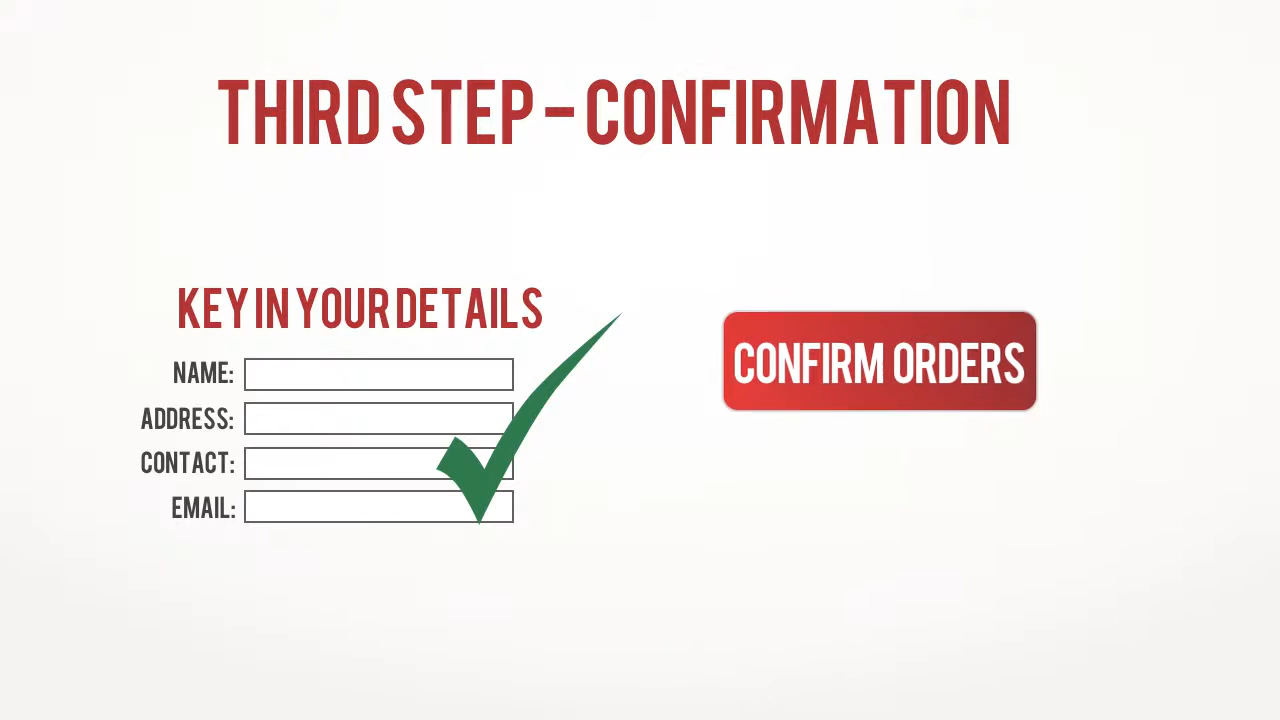 THIRD STEP - CONFIRMATION
KEY IN YOUR DETAILS
NAME:
ADDRESS:
CONTACT:
EMAIL:
CONFIRM ORDERS